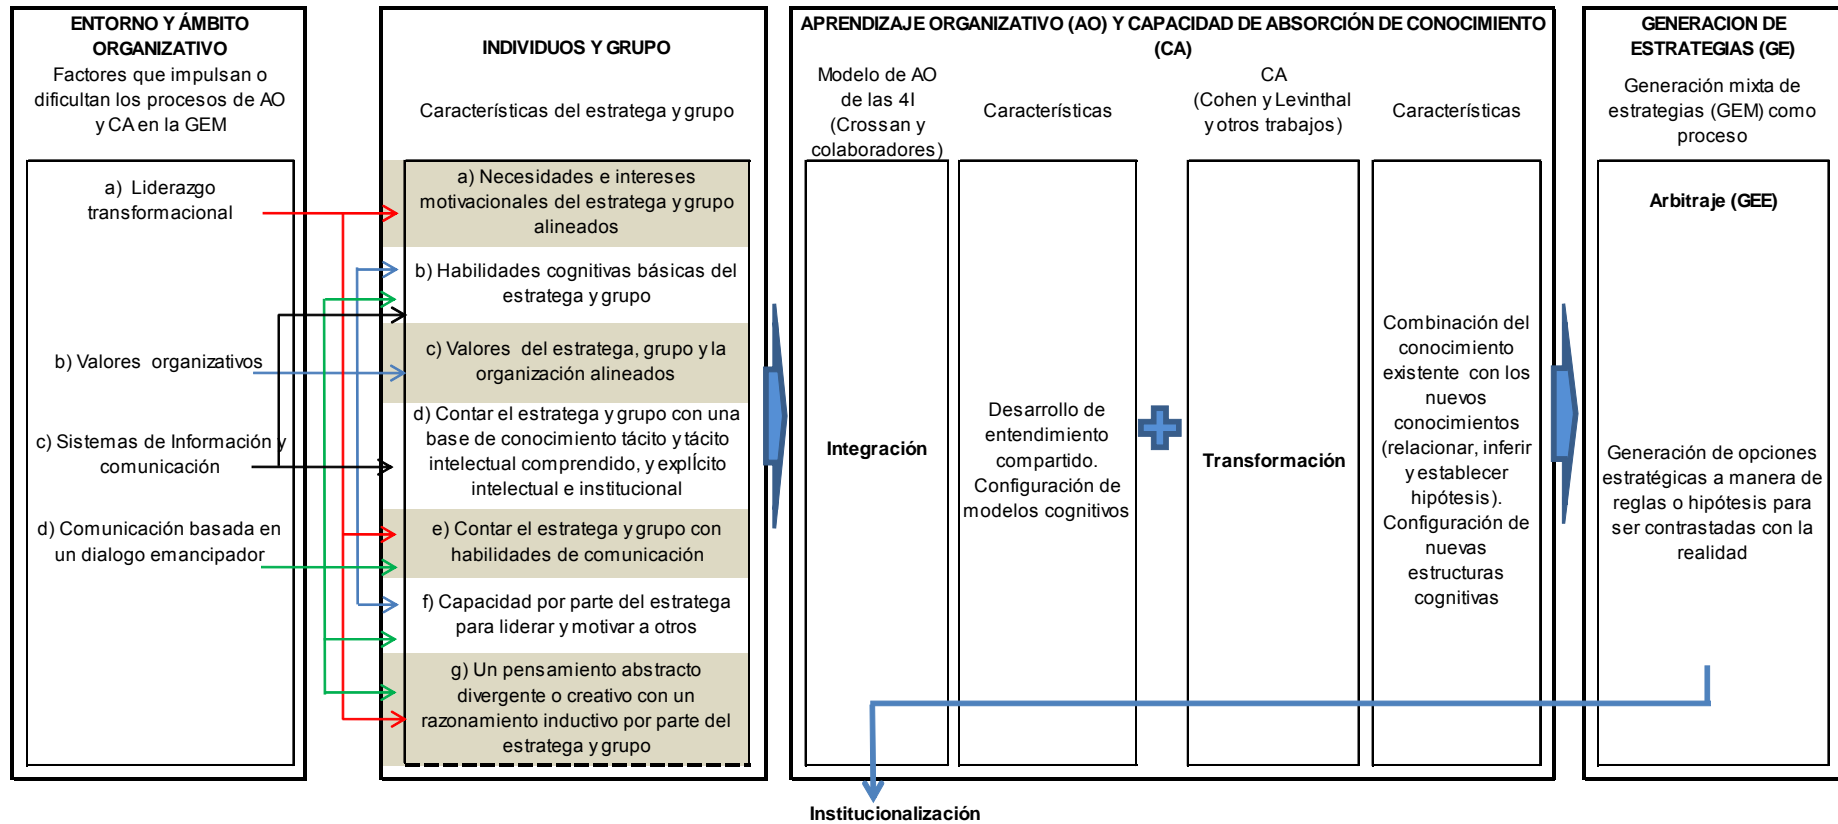 ENTORNO Y ÁMBITO
ORGANIZATIVO
Factores que impulsan o
dificultan los procesos de AO
y CA en la GEM
a) Liderazgo
transformacional
b) Valores organizativos
c) Sistemas de Información y
comunicación
d) Comunicación basada en
un dialogo emancipador
INDIVIDUOS Y GRUPO
Características del estratega y grupo
a) Necesidades e intereses
motivacionales del estratega y grupo
alineados
b) Habilidades cognitivas básicas del
estratega y grupo
c) Valores del estratega, grupo y la
organización alineados
d) Contar el estratega y grupo con una
base de conocimiento tácito y tácito
intelectual comprendido, y explÍcito
intelectual e institucional
e) Contar el estratega y grupo con
habilidades de comunicación
f) Capacidad por parte del estratega
para liderar y motivar a otros
g) Un pensamiento abstracto
divergente o creativo con un
razonamiento inductivo por parte del
estratega y grupo
APRENDIZAJE ORGANIZATIVO (AO) Y CAPACIDAD DE ABSORCIÓN DE CONOCIMIENTO
(CA)
Modelo de AO
de las 4I
(Crossan y
colaboradores)
Integración
Características
Desarrollo de
entendimiento
compartido.
Configuración de
modelos cognitivos
CA
(Cohen y Levinthal
y otros trabajos)
Transformación
Características
Combinación del
conocimiento
existente con los
nuevos
conocimientos
(relacionar, inferir
y establecer
hipótesis).
Configuración de
nuevas
estructuras
cognitivas
GENERACION DE
ESTRATEGIAS (GE)
Generación mixta de
estrategias (GEM) como
proceso
Arbitraje (GEE)
Generación de opciones
estratégicas a manera de
reglas o hipótesis para
ser contrastadas con la
realidad
Institucionalización